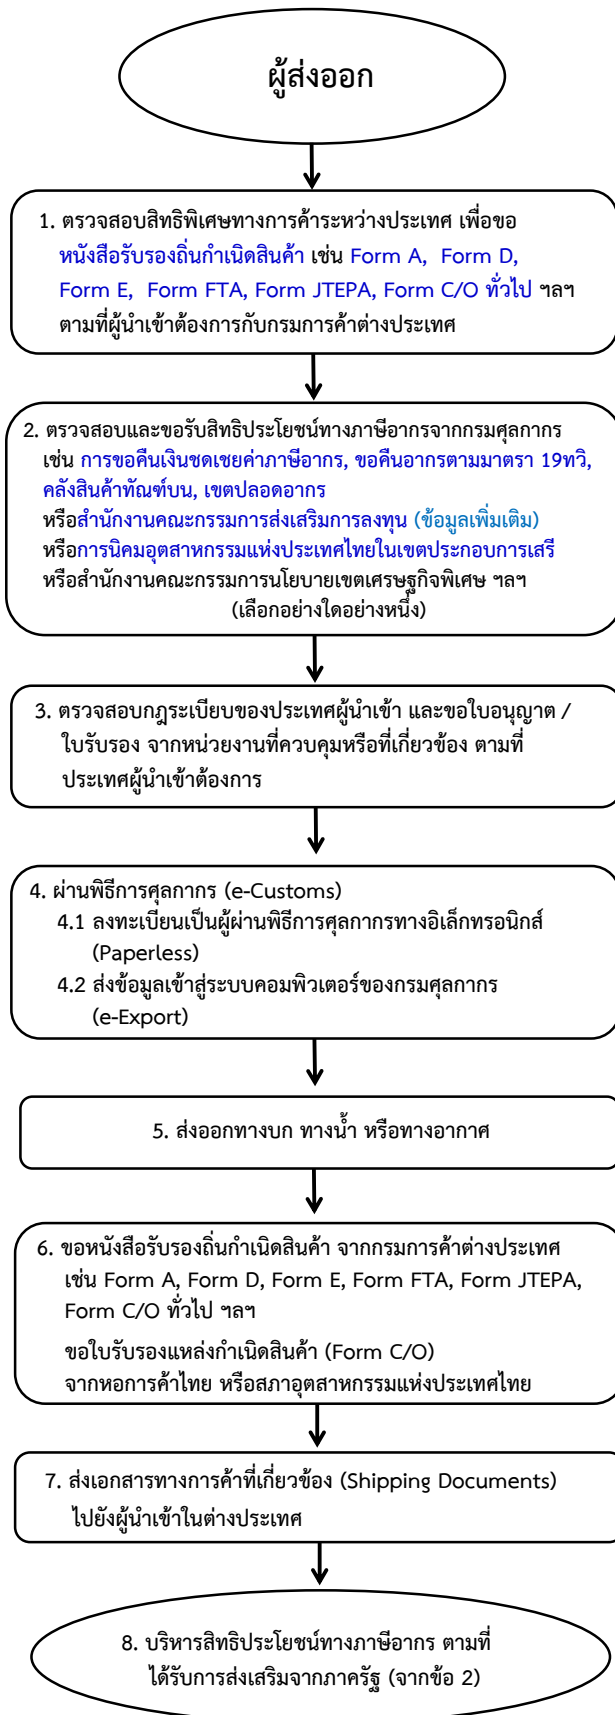 ผู้ส่งออก
1. ตรวจสอบสิทธิพิเศษทางการค้าระหว่างประเทศ เพื่อขอ
หนังสือรับรองถิ่นกำเนิดสินค้า เช่น Form A, Form D,
Form E, Form FTA, Form JTEPA, Form C/O ทั่วไป ฯลฯ
ตามที่ผู้นำเข้าต้องการกับกรมการค้าต่างประเทศ
2. ตรวจสอบและขอรับสิทธิประโยชน์ทางภาษีอากรจากกรมศุลกากร
เช่น การขอคืนเงินชดเชยค่าภาษีอากร, ขอคืนอากรตามมาตรา 19ทวิ,
คลังสินค้าทัณฑ์บน, เขตปลอดอากร
หรือสำนักงานคณะกรรมการส่งเสริมการลงทุน (ข้อมูลเพิ่มเติม)
หรือการนิคมอุตสาหกรรมแห่งประเทศไทยในเขตประกอบการเสรี
หรือสำนักงานคณะกรรมการนโยบายเขตเศรษฐกิจพิเศษ ฯลฯ
(เลือกอย่างใดอย่างหนึ่ง)
3. ตรวจสอบกฎระเบียบของประเทศผู้นำเข้า และขอใบอนุญาต /
ใบรับรอง จากหน่วยงานที่ควบคุมหรือที่เกี่ยวข้อง ตามที่
ประเทศผู้นำเข้าต้องการ
4. ผ่านพิธีการศุลกากร (e-Customs)
4.1 ลงทะเบียนเป็นผู้ผ่านพิธีการศุลกากรทางอิเล็กทรอนิกส์
(Paperless)
4.2 ส่งข้อมูลเข้าสู่ระบบคอมพิวเตอร์ของกรมศุลกากร
(e-Export)
5. ส่งออกทางบก ทางน้ำ หรือทางอากาศ
6. ขอหนังสือรับรองถิ่นกำเนิดสินค้า จากกรมการค้าต่างประเทศ
เช่น Form A, Form D, Form E, Form FTA, Form JTEPA,
Form C/O ทั่วไป ฯลฯ
ขอใบรับรองแหล่งกำเนิดสินค้า (Form C/O)
จากหอการค้าไทย หรือสภาอุตสาหกรรมแห่งประเทศไทย
7. ส่งเอกสารทางการค้าที่เกี่ยวข้อง (Shipping Documents)
ไปยังผู้นำเข้าในต่างประเทศ
8. บริหารสิทธิประโยชน์ทางภาษีอากร ตามที่
ได้รับการส่งเสริมจากภาครัฐ (จากข้อ 2)